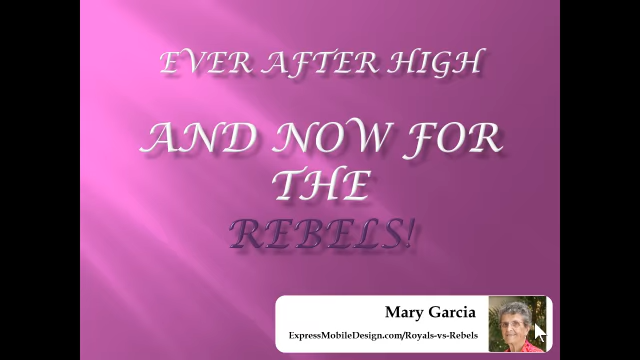 EVER AFTER HIGH
AND NOW FOR
THE
REBELS!
Mary Garcia
ExpressMobileDesign.com/Royals-vs-Rebels